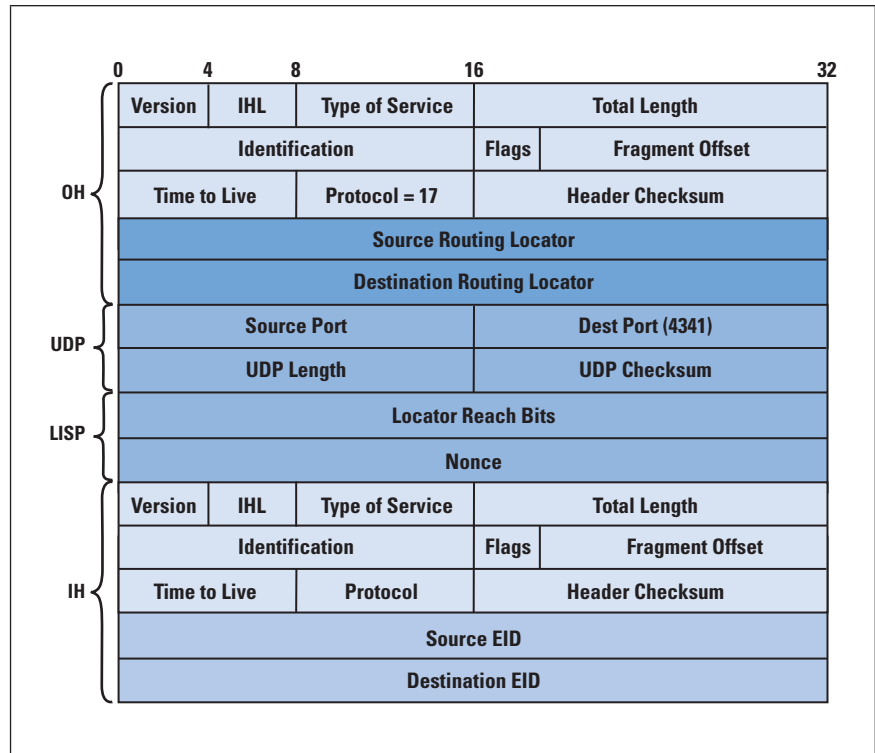 0 4 8 16 32
Version IHL Type of Service Total Length
Identification Flags Fragment Offset
OH Time to Live Protocol = 17 Header Checksum
Source Routing Locator
Destination Routing Locator
Source Port Dest Port (4341)
UDP
UDP Length UDP Checksum
Locator Reach Bits
LISP
Nonce
Version IHL Type of Service Total Length
Identification Flags Fragment Offset
IH Time to Live Protocol Header Checksum
Source EID
Destination EID